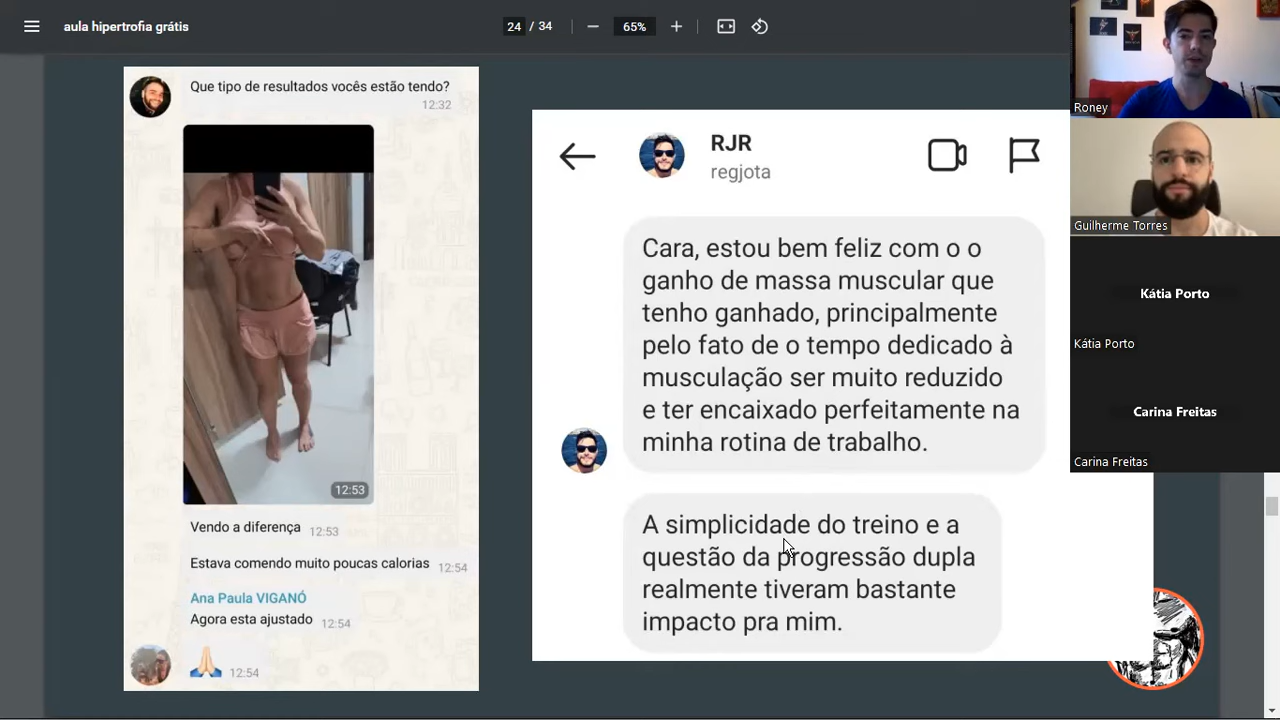 aula hipertrofia grátis
24 / 34
65%
Que tipo de resultados vocês estão tendo?
12:32
12:53
Vendo a diferença 12:53
Estava comendo muito poucas calorias 12:54
Ana Paula VIGANÓ
Agora esta ajustado 12:54
12:54
RJR
regjota
Cara, estou bem feliz com o o
ganho de massa muscular que
tenho ganhado, principalmente
pelo fato de o tempo dedicado à
musculação ser muito reduzido
e ter encaixado perfeitamente na
minha rotina de trabalho.
A simplicidade do treino e a
questão da progressão dupla
realmente tiveram bastante
impacto pra mim.
Roney
Guilherme Torres
Kátia Porto
Kátia Porto
Carina Freitas
Carina Freitas